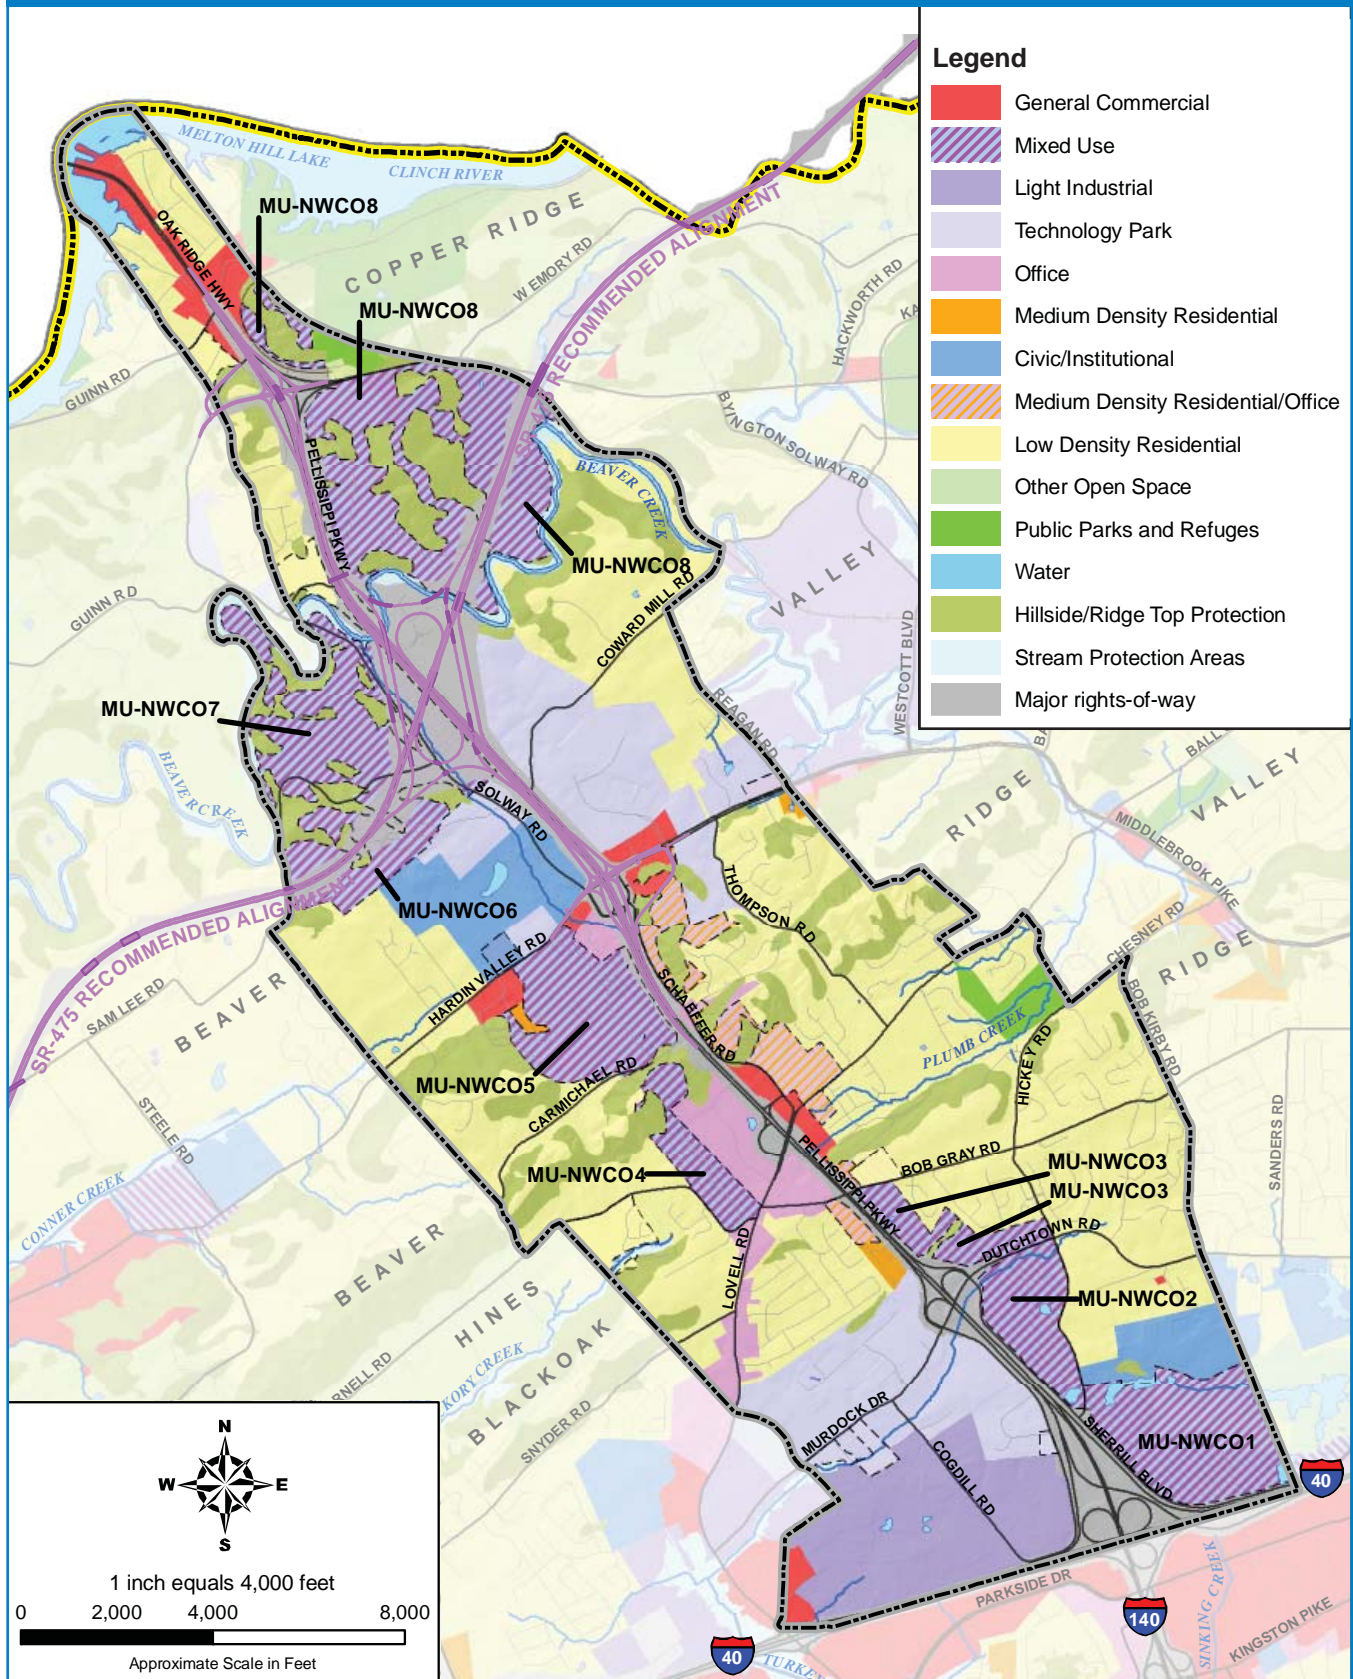 Legend
General Commercial
Mixed Use
Light Industrial
Technology Park
Office
Medium Density Residential
Civic/Institutional
Medium Density Residential/Office
Low Density Residential
Other Open Space
Public Parks and Refuges
Water
Hillside/Ridge Top Protection
Stream Protection Areas
Major rights-of-way
MELTON HILL LAKE
CLINCH RIVER
MU-NWCO8
OAK RIDGE HWY
COPPER RIDGE
W EMORY RD
RECOMMENDED ALIGNMENT
HACKWORTH RD
MU-NWCO8
GUINN RD
BYINGTON SOLWAY RD
PELLISSIPPI PKWY
BEAVER CREEK
MU-NWCO8
VALLEY
COWARD MILL RD
GUINN RD
WESTCOTT BLVD
REAGAN RD
MU-NWCO7
BEAVER CREEK
SOLWAY RD
RIDGE
VALLEY
BALL
MIDDLEBROOK PIKE
THOMPSON RD
MU-NWCO6
SR-475 RECOMMENDED ALIGNMENT
HARDIN VALLEY RD
CHESNEY RD
RIDGE
SAM LEE RD
BEAVER
SCHAEFFER RD
BOB KIRBY RD
PLUMB CREEK
HICKEY RD
MU-NWCO5
CARMICHAEL RD
STEELE RD
SANDERS RD
PELLISSIPPI PKWY
BOB GRAY RD
MU-NWCO3
MU-NWCO4
MU-NWCO3
CONNER CREEK
DUTCHTOWN RD
BEAVER
LOVELL RD
HINES
MU-NWCO2
BLACKOAK
KORY CREEK
RNELL RD
SNYDER RD
MURDOCK DR
COGDILL RD
SHERRILL BLVD
MU-NWCO1
40
PARKSIDE DR
140
SINKING CREEK
KINGSTON PIKE
40
TURKE
N
W E
S
1 inch equals 4,000 feet
0 2,000 4,000 8,000
Approximate Scale in Feet